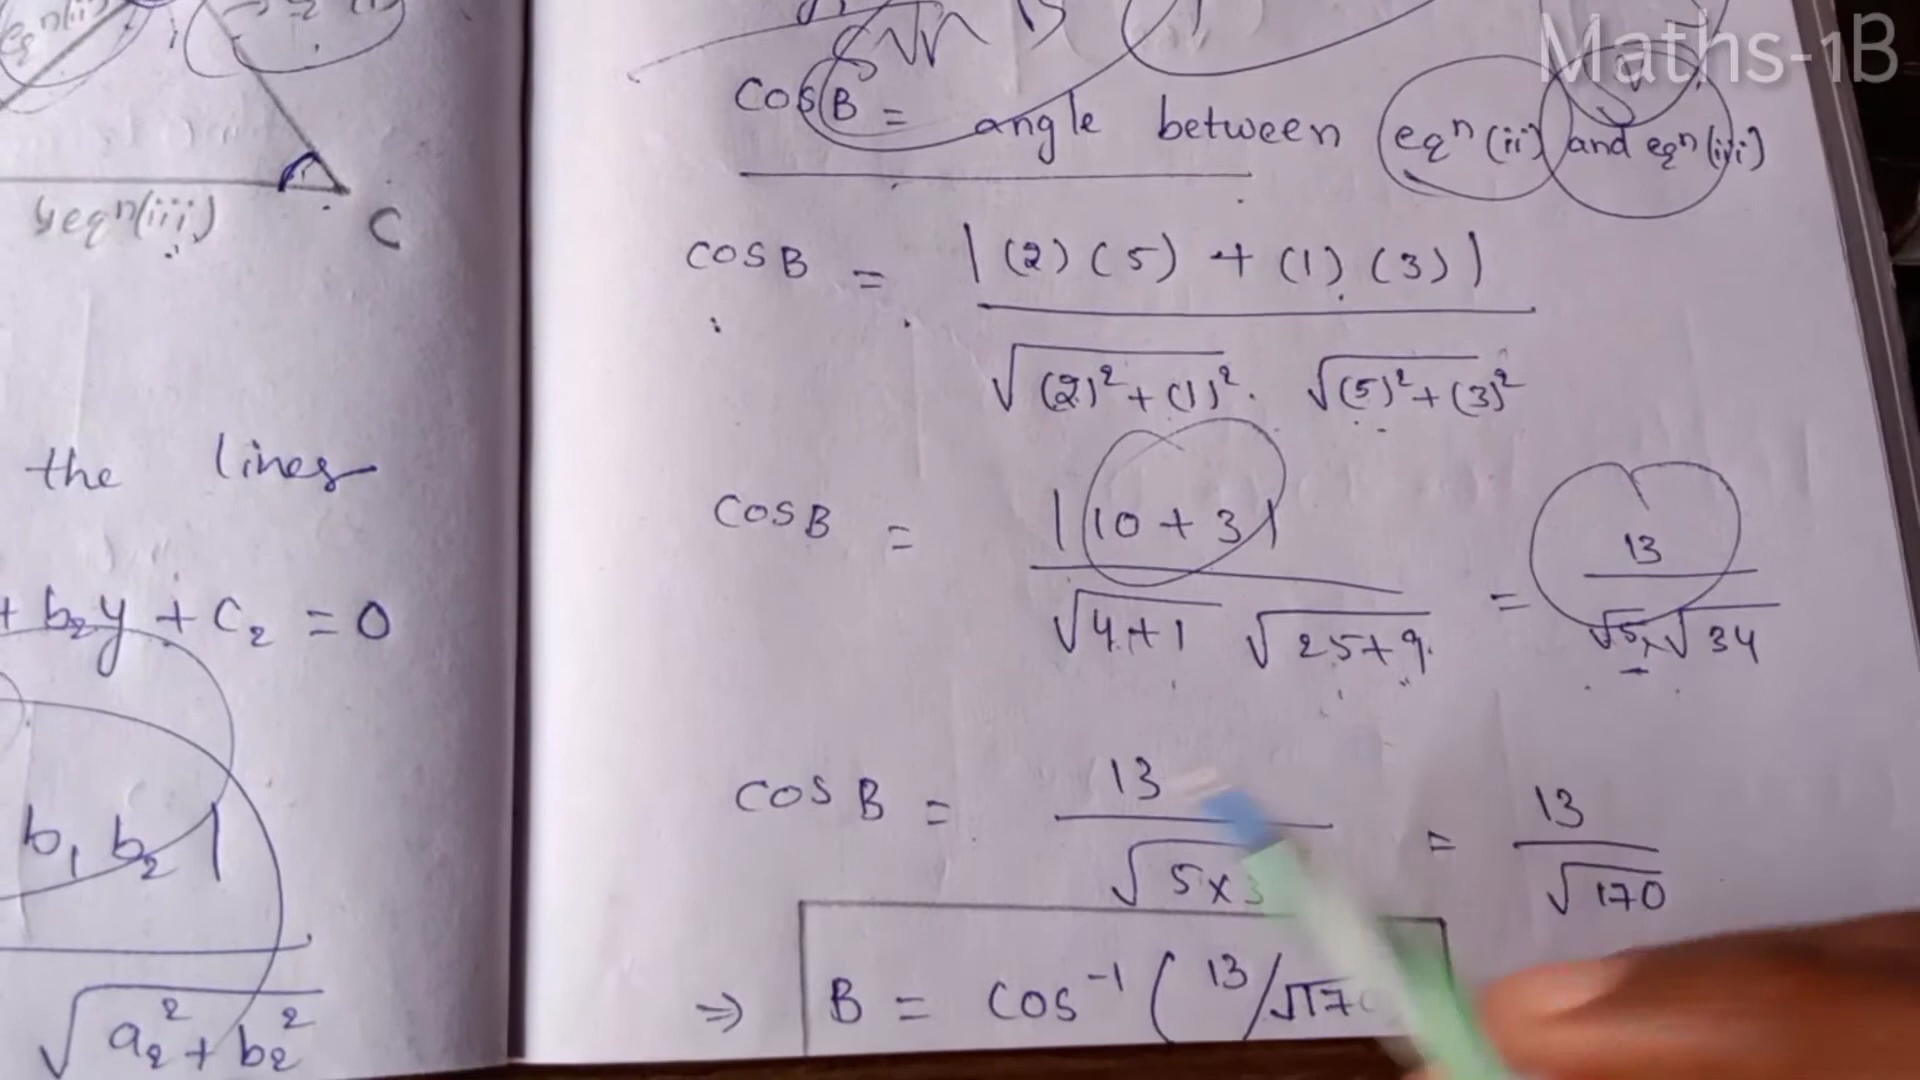 Maths-1B
eqⁿ(ii)
↳eqⁿ(iii)
C
the lines
+ b₂y + c₂ = 0
b₁ b₂ |
√a₂² + b₂²
cos B = angle between eqⁿ(ii) and eqⁿ(iii)
cos B = |(2)(5) + (1)(3)|
√(2)²+(1)². √(5)²+(3)²
cos B = |10 + 3| / √4+1 √25+9 = 13 / √5×√34
cos B = 13 / √5×3 = 13 / √170
⇒ B = cos⁻¹(13/√170